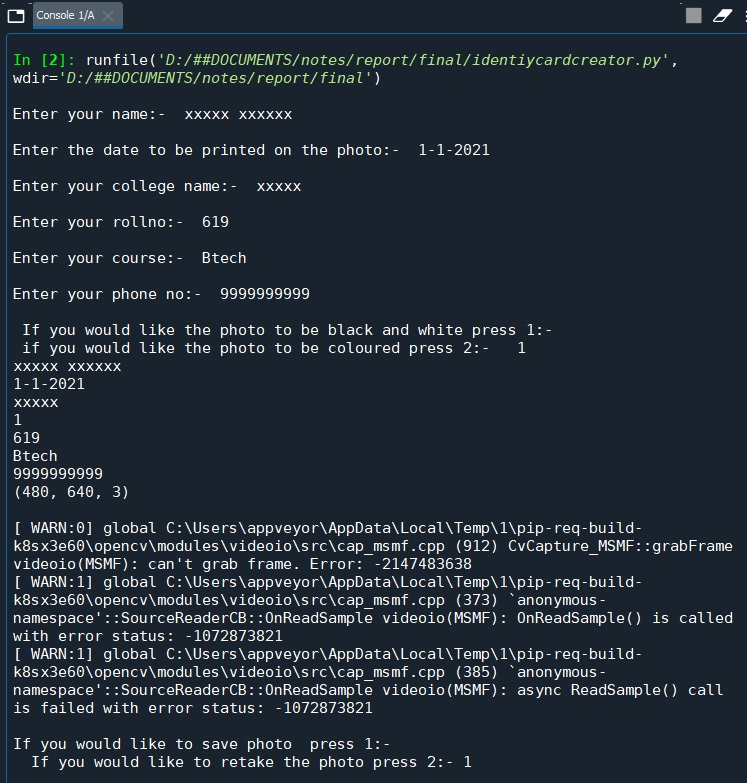 Console 1/A
In [2]: runfile('D:/##DOCUMENTS/notes/report/final/identiycardcreator.py',
wdir='D:/##DOCUMENTS/notes/report/final')
Enter your name:-  xxxxx xxxxxx
Enter the date to be printed on the photo:-  1-1-2021
Enter your college name:-  xxxxx
Enter your rollno:-  619
Enter your course:-  Btech
Enter your phone no:-  9999999999
If you would like the photo to be black and white press 1:-
if you would like the photo to be coloured press 2:-   1
xxxxx xxxxxx
1-1-2021
xxxxx
1
619
Btech
9999999999
(480, 640, 3)
[ WARN:0] global C:\Users\appveyor\AppData\Local\Temp\1\pip-req-build-
k8sx3e60\opencv\modules\videoio\src\cap_msmf.cpp (912) CvCapture_MSMF::grabFrame
videoio(MSMF): can't grab frame. Error: -2147483638
[ WARN:1] global C:\Users\appveyor\AppData\Local\Temp\1\pip-req-build-
k8sx3e60\opencv\modules\videoio\src\cap_msmf.cpp (373) `anonymous-
namespace'::SourceReaderCB::OnReadSample videoio(MSMF): OnReadSample() is called
with error status: -1072873821
[ WARN:1] global C:\Users\appveyor\AppData\Local\Temp\1\pip-req-build-
k8sx3e60\opencv\modules\videoio\src\cap_msmf.cpp (385) `anonymous-
namespace'::SourceReaderCB::OnReadSample videoio(MSMF): async ReadSample() call
is failed with error status: -1072873821
If you would like to save photo  press 1:-
If you would like to retake the photo press 2:- 1